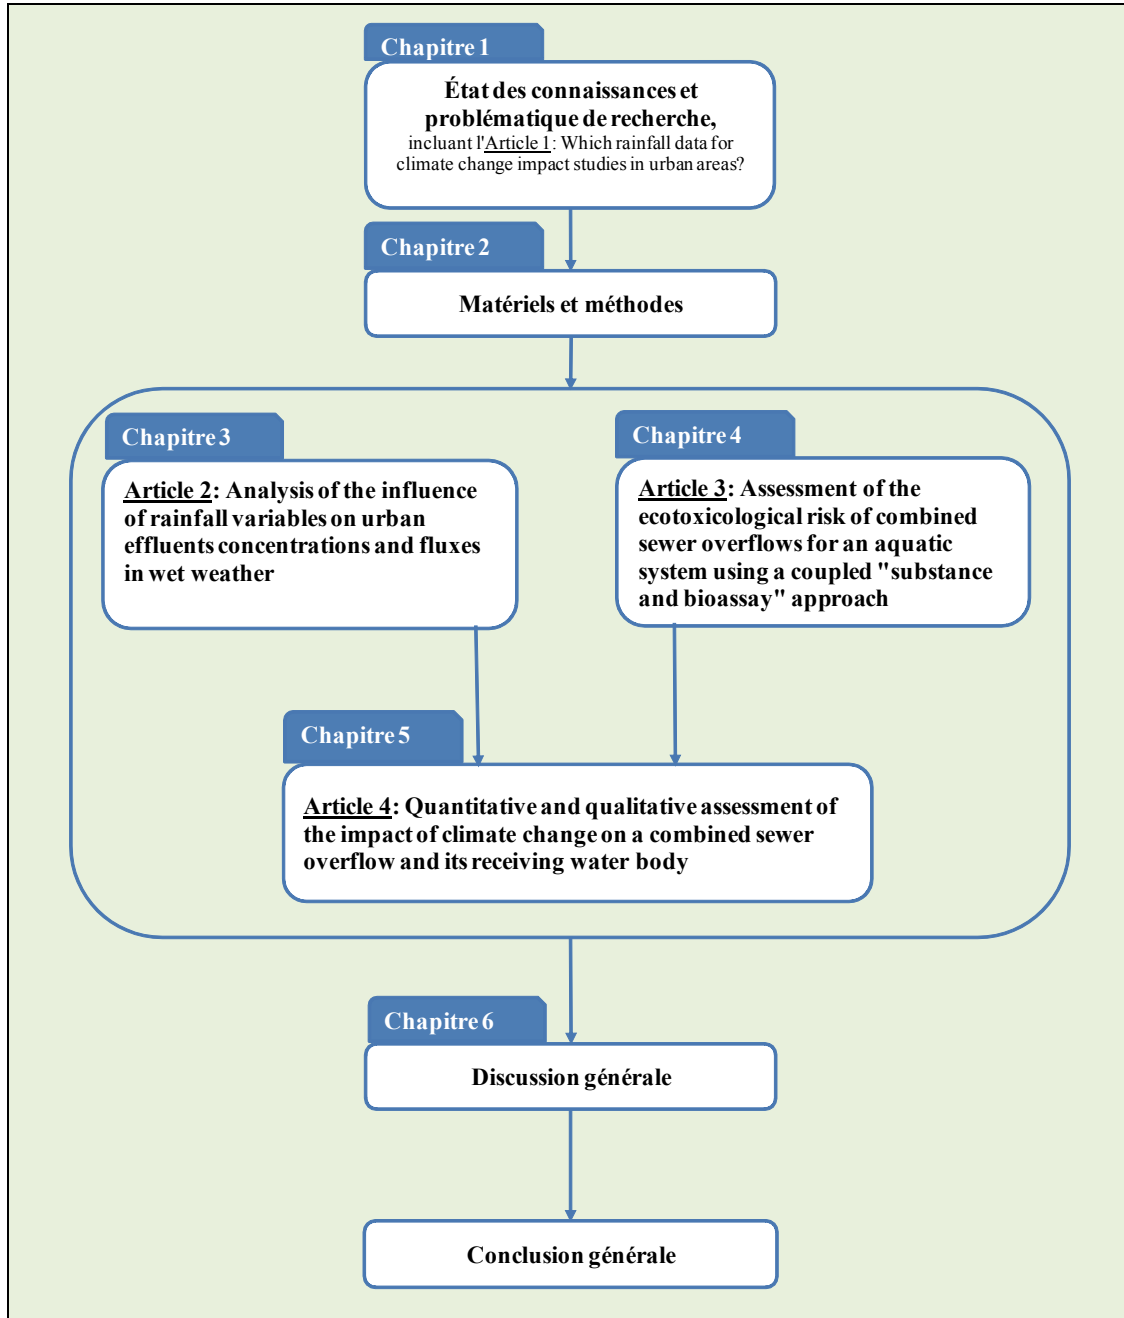 Chapitre 1
État des connaissances et
problématique de recherche,
incluant l'Article 1: Which rainfall data for
climate change impact studies in urban areas?
Chapitre 2
Matériels et méthodes
Chapitre 3
Article 2: Analysis of the influence
of rainfall variables on urban
effluents concentrations and fluxes
in wet weather
Chapitre 4
Article 3: Assessment of the
ecotoxicological risk of combined
sewer overflows for an aquatic
system using a coupled "substance
and bioassay" approach
Chapitre 5
Article 4: Quantitative and qualitative assessment of
the impact of climate change on a combined sewer
overflow and its receiving water body
Chapitre 6
Discussion générale
Conclusion générale